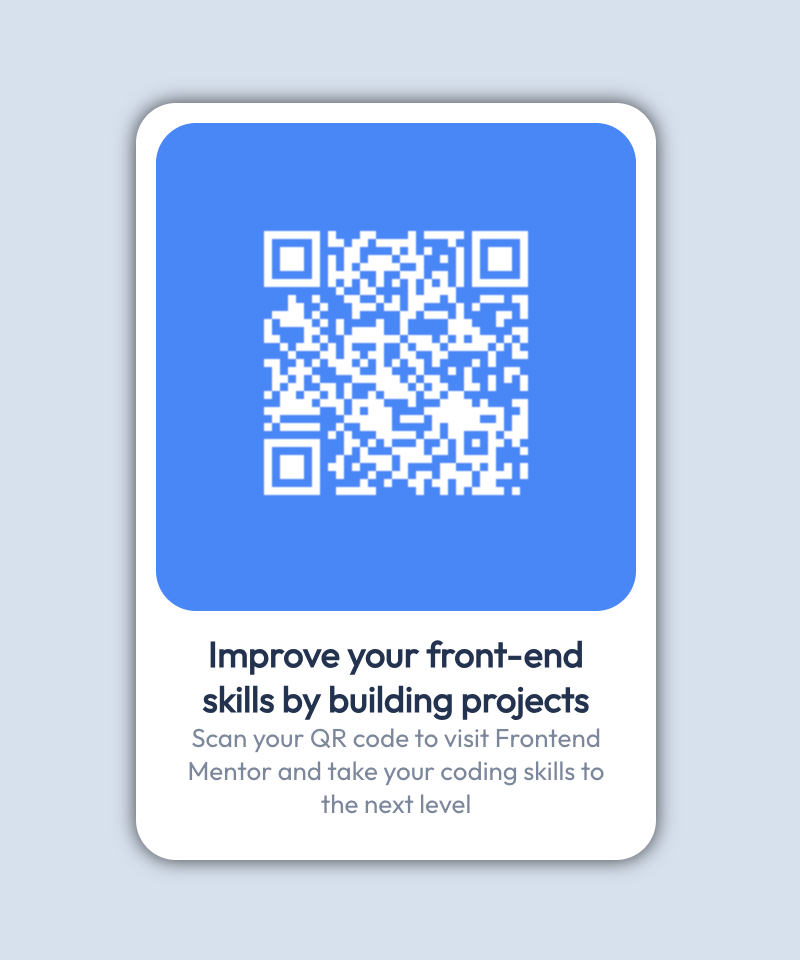 Improve your front-end
skills by building projects
Scan your QR code to visit Frontend
Mentor and take your coding skills to
the next level